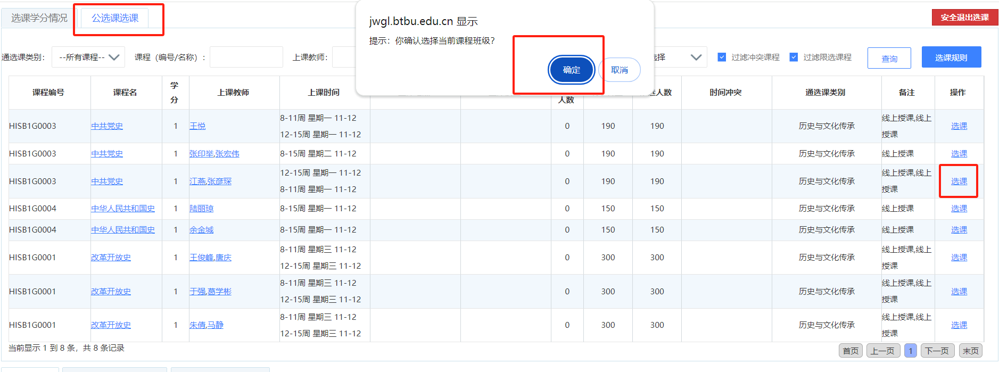 选课学分情况 公选课选课
jwgl.btbu.edu.cn 显示
安全退出选课
提示：你确认选择当前课程班级？
通选课类别： --所有课程-- 课程（编号/名称）： 上课教师： 选择 过滤冲突课程 过滤限选课程 查询 选课规则
确定 取消
课程编号 课程名 学分 上课教师 上课时间 人数 选人数 时间冲突 通选课类别 备注 操作
HISB1G0003 中共党史 1 王悦 8-11周 星期一 11-12 12-15周 星期一 11-12 0 190 190 历史与文化传承 线上授课,线上授课 选课
HISB1G0003 中共党史 1 张印举,张宏伟 8-15周 星期二 11-12 0 190 190 历史与文化传承 线上授课 选课
HISB1G0003 中共党史 1 江燕,张彦琛 12-15周 星期一 11-12 8-11周 星期一 11-12 0 190 190 历史与文化传承 线上授课,线上授课 选课
HISB1G0004 中华人民共和国史 1 陆丽琼 8-15周 星期一 11-12 0 150 150 历史与文化传承 线上授课 选课
HISB1G0004 中华人民共和国史 1 余金城 8-15周 星期一 11-12 0 150 150 历史与文化传承 线上授课 选课
HISB1G0001 改革开放史 1 王俊峰,唐庆 8-11周 星期三 11-12 12-15周 星期三 11-12 0 300 300 历史与文化传承 线上授课,线上授课 选课
HISB1G0001 改革开放史 1 于强,葛学彬 8-11周 星期三 11-12 12-15周 星期三 11-12 0 300 300 历史与文化传承 线上授课,线上授课 选课
HISB1G0001 改革开放史 1 朱倩,马静 8-11周 星期三 11-12 12-15周 星期三 11-12 0 300 300 历史与文化传承 线上授课,线上授课 选课
当前显示 1 到 8 条，共 8 条记录
首页 上一页 1 下一页 末页